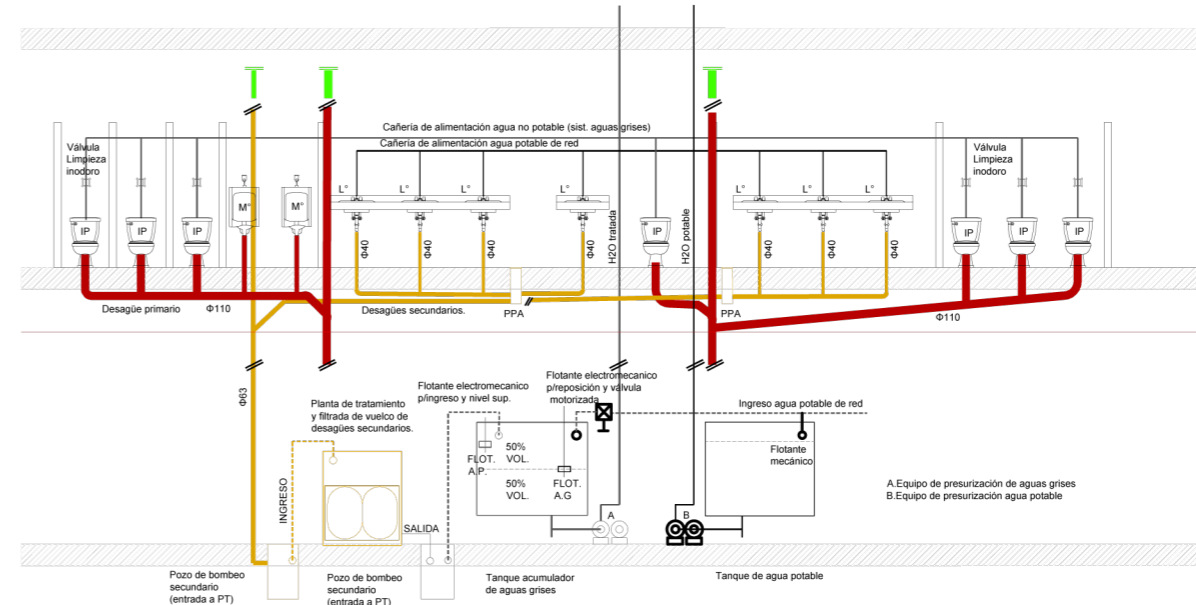 Cañería de alimentación agua no potable (sist. aguas grises)
Cañería de alimentación agua potable de red
Válvula
Limpieza
inodoro
Válvula
Limpieza
inodoro
L°
L°
L°
L°
L°
L°
L°
M°
M°
IP
IP
IP
IP
IP
IP
IP
Φ40
Φ40
Φ40
Φ40
H2O tratada
H2O potable
Φ40
Φ40
Φ40
Desagüe primario
Φ110
Desagües secundarios.
PPA
PPA
Φ110
Φ63
Planta de tratamiento
y filtrada de vuelco de
desagües secundarios.
Flotante electromecanico
p/ingreso y nivel sup.
Flotante electromecanico
p/reposición y válvula
motorizada
Ingreso agua potable de red
50%
VOL.
FLOT.
A.P.
50%
VOL.
FLOT.
A.G
Flotante
mecánico
A.Equipo de presurización de aguas grises
B.Equipo de presurización agua potable
INGRESO
SALIDA
A
B
Pozo de bombeo
secundario
(entrada a PT)
Pozo de bombeo
secundario
(entrada a PT)
Tanque acumulador
de aguas grises
Tanque de agua potable